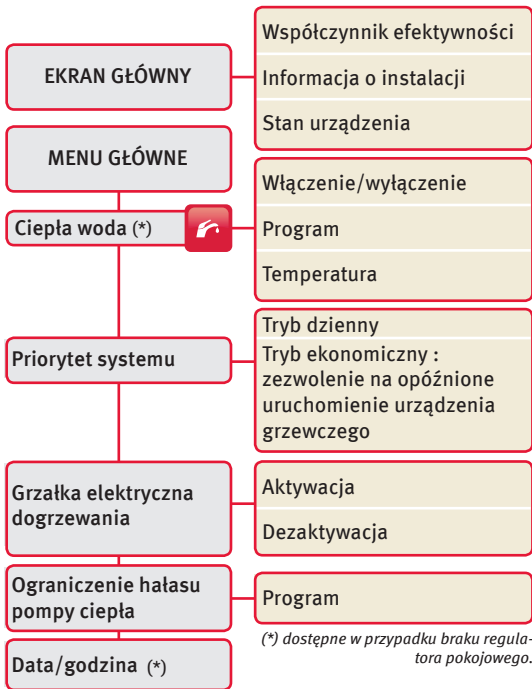 EKRAN GŁÓWNY
Współczynnik efektywności
Informacja o instalacji
Stan urządzenia
MENU GŁÓWNE
Ciepła woda (*)
Włączenie/wyłączenie
Program
Temperatura
Priorytet systemu
Tryb dzienny
Tryb ekonomiczny :
zezwolenie na opóźnione
uruchomienie urządzenia
grzewczego
Grzałka elektryczna
dogrzewania
Aktywacja
Dezaktywacja
Ograniczenie hałasu
pompy ciepła
Program
(*) dostępne w przypadku braku regula-
tora pokojowego.
Data/godzina (*)